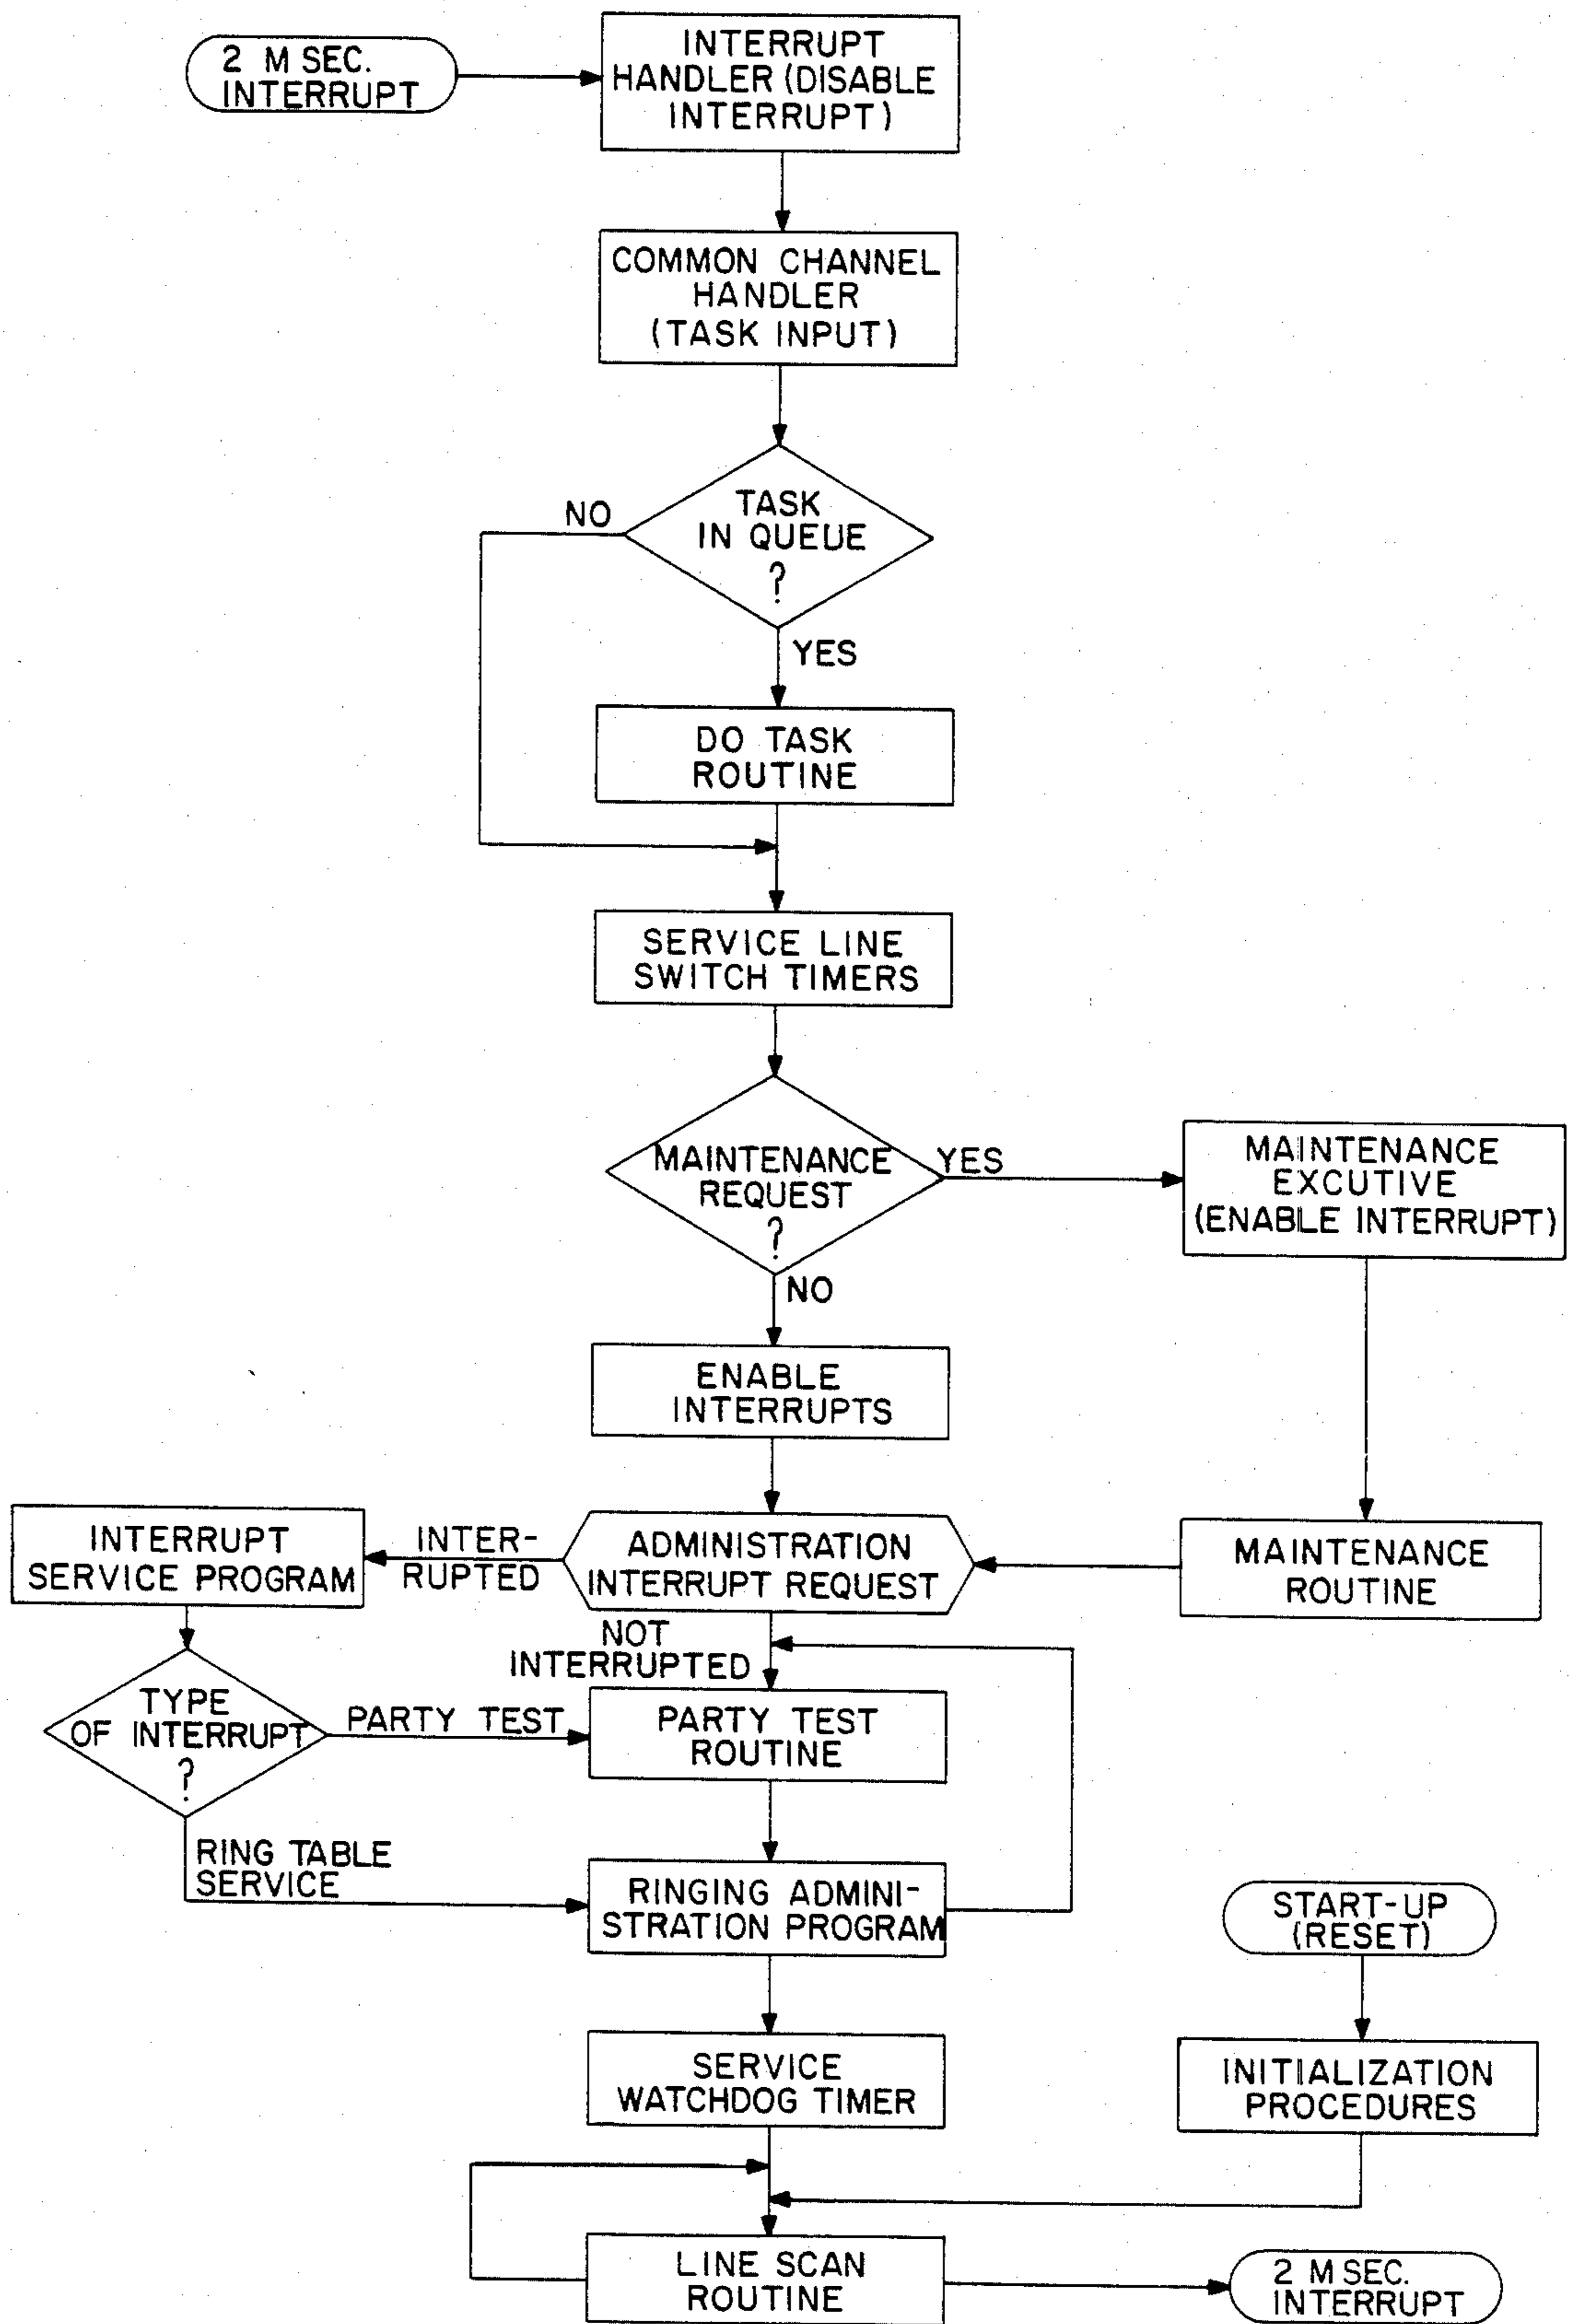 2 M SEC.
INTERRUPT
INTERRUPT
HANDLER (DISABLE
INTERRUPT)
COMMON CHANNEL
HANDLER
(TASK INPUT)
NO
TASK
IN QUEUE
?
YES
DO TASK
ROUTINE
SERVICE LINE
SWITCH TIMERS
MAINTENANCE
REQUEST
?
YES
MAINTENANCE
EXCUTIVE
(ENABLE INTERRUPT)
NO
ENABLE
INTERRUPTS
INTERRUPT
SERVICE PROGRAM
INTER-
RUPTED
ADMINISTRATION
INTERRUPT REQUEST
MAINTENANCE
ROUTINE
NOT
INTERRUPTED
TYPE
OF INTERRUPT
?
PARTY TEST
PARTY TEST
ROUTINE
RING TABLE
SERVICE
RINGING ADMINI-
STRATION PROGRAM
START-UP
(RESET)
SERVICE
WATCHDOG TIMER
INITIALIZATION
PROCEDURES
LINE SCAN
ROUTINE
2 M SEC.
INTERRUPT